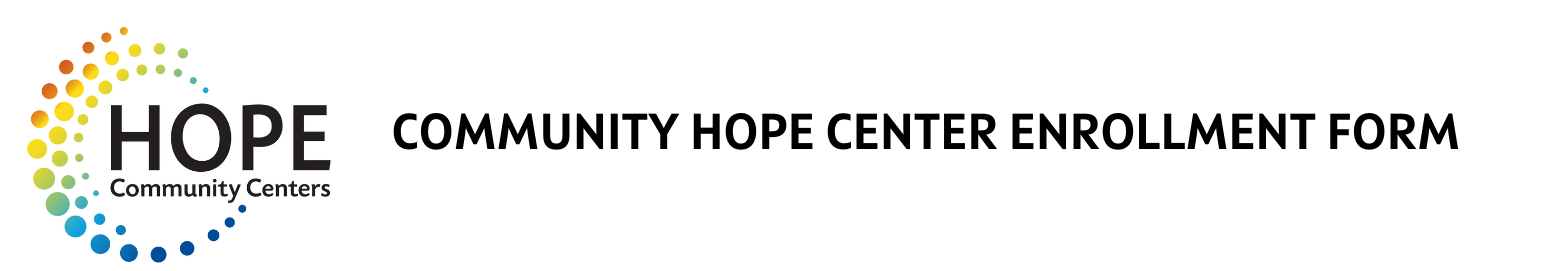 HOPE
Community Centers
COMMUNITY HOPE CENTER ENROLLMENT FORM